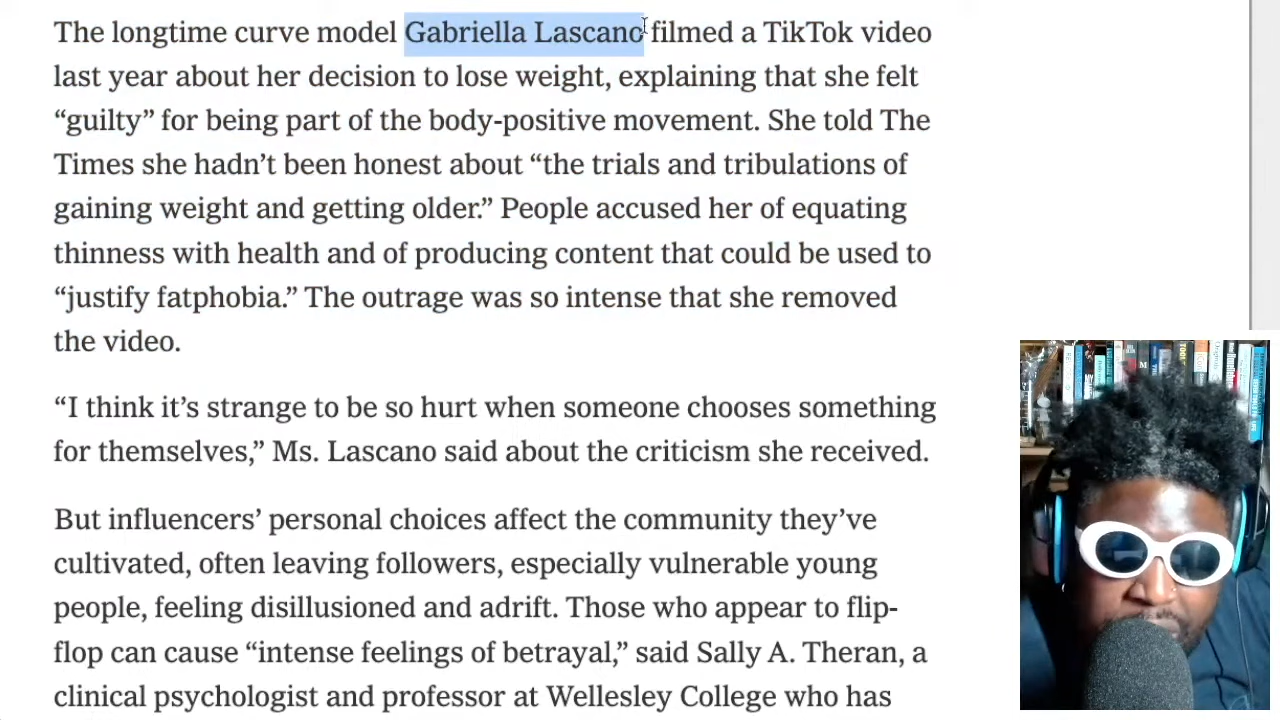 The longtime curve model Gabriella Lascano filmed a TikTok video
last year about her decision to lose weight, explaining that she felt
“guilty” for being part of the body-positive movement. She told The
Times she hadn’t been honest about “the trials and tribulations of
gaining weight and getting older.” People accused her of equating
thinness with health and of producing content that could be used to
“justify fatphobia.” The outrage was so intense that she removed
the video.
“I think it’s strange to be so hurt when someone chooses something
for themselves,” Ms. Lascano said about the criticism she received.
But influencers’ personal choices affect the community they’ve
cultivated, often leaving followers, especially vulnerable young
people, feeling disillusioned and adrift. Those who appear to flip-
flop can cause “intense feelings of betrayal,” said Sally A. Theran, a
clinical psychologist and professor at Wellesley College who has